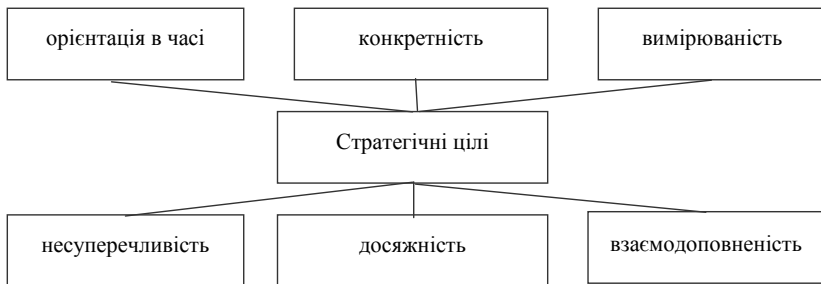 орієнтація в часі
конкретність
вимірюваність
Стратегічні цілі
несуперечливість
досяжність
взаємодоповненість